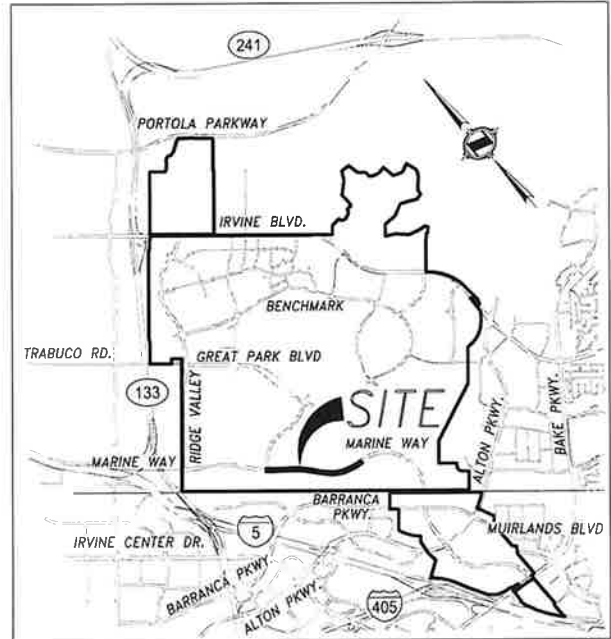 241
PORTOLA PARKWAY
IRVINE BLVD.
BENCHMARK
TRABUCO RD.
GREAT PARK BLVD
133
RIDGE VALLEY
SITE
MARINE WAY
MARINE WAY
ALTON PKWY.
BAKE PKWY.
BARRANCA
PKWY.
5
MUIRLANDS BLVD
IRVINE CENTER DR.
BARRANCA PKWY
ALTON PKWY.
405